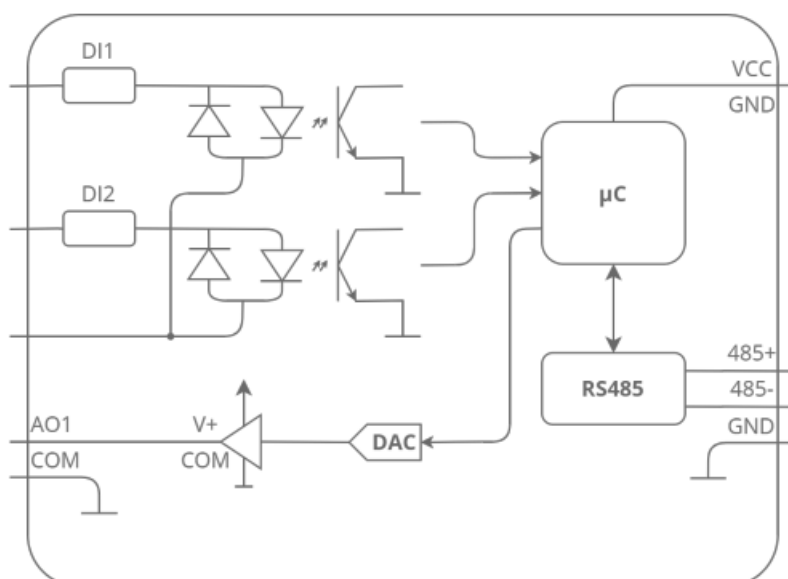 DI1
VCC
GND
µC
DI2
485+
RS485
485-
AO1
V+
GND
DAC
COM
COM